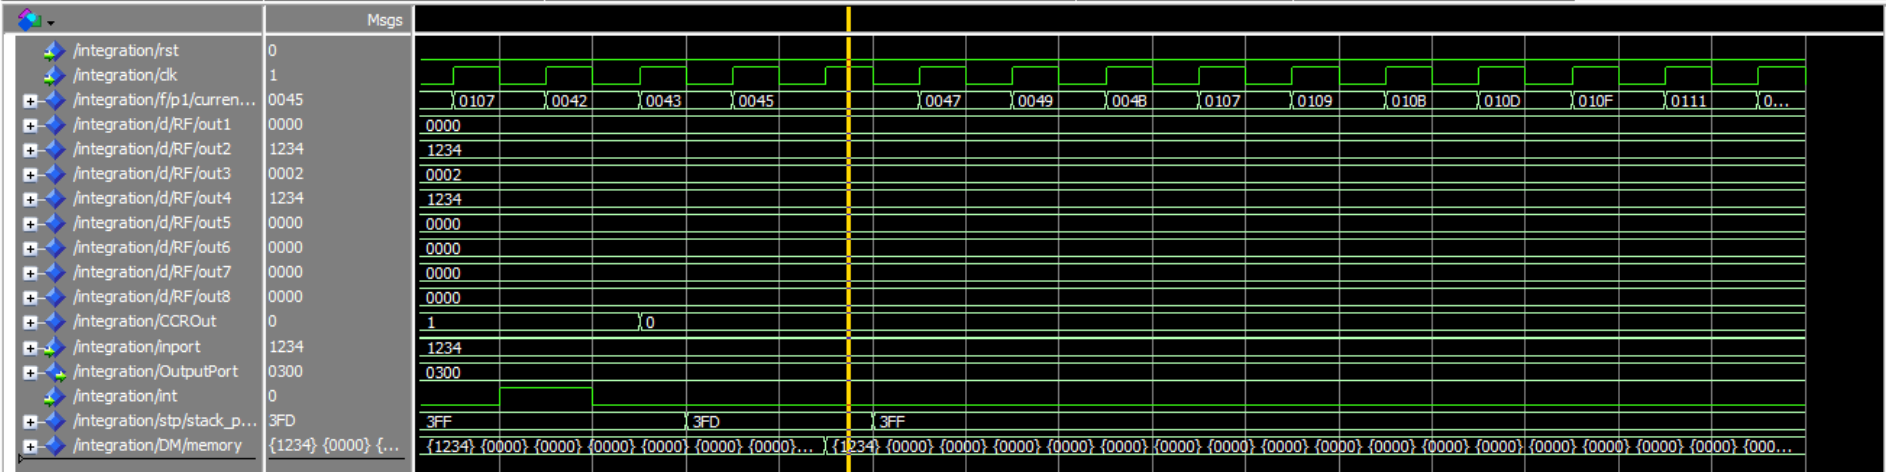 Msgs
/integration/rst 0
/integration/clk 1
/integration/f/p1/curren... 0045 0107 0042 0043 0045 0047 0049 004B 0107 0109 010B 010D 010F 0111 0...
/integration/d/RF/out1 0000 0000
/integration/d/RF/out2 1234 1234
/integration/d/RF/out3 0002 0002
/integration/d/RF/out4 1234 1234
/integration/d/RF/out5 0000 0000
/integration/d/RF/out6 0000 0000
/integration/d/RF/out7 0000 0000
/integration/d/RF/out8 0000 0000
/integration/CCROut 0 1 0
/integration/inport 1234 1234
/integration/OutputPort 0300 0300
/integration/int 0
/integration/stp/stack_p... 3FD 3FF 3FD 3FF
/integration/DM/memory {1234} {0000} {... {1234} {0000} {0000} {0000} {0000} {0000} {0000}... {1234} {0000} {0000} {0000} {0000} {0000} {0000} {0000} {0000} {0000} {0000} {0000} {0000} {0000} {0000} {0000} {000...